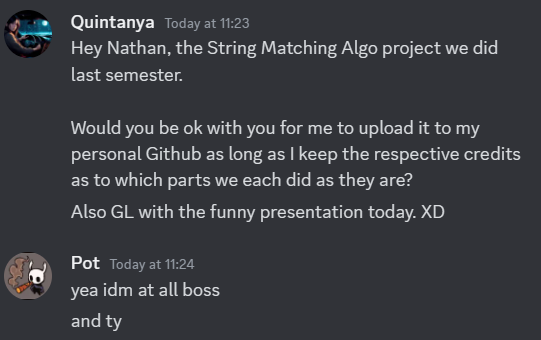 Quintanya Today at 11:23
Hey Nathan, the String Matching Algo project we did
last semester.
Would you be ok with you for me to upload it to my
personal Github as long as I keep the respective credits
as to which parts we each did as they are?
Also GL with the funny presentation today. XD
Pot Today at 11:24
yea idm at all boss
and ty